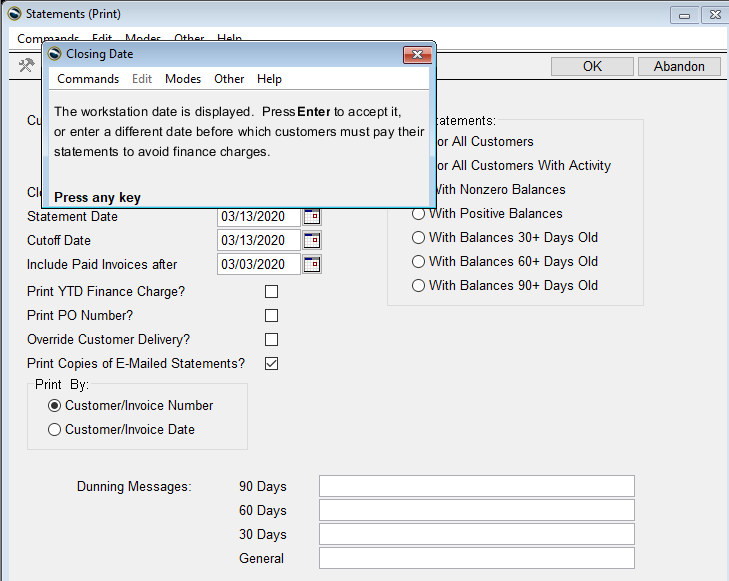 Statements (Print)
Commands Edit Modes Other Help
Closing Date
Commands Edit Modes Other Help
OK Abandon
The workstation date is displayed. Press Enter to accept it,
or enter a different date before which customers must pay their
statements to avoid finance charges.
Press any key
Cu
Cl
Statement Date 03/13/2020
Cutoff Date 03/13/2020
Include Paid Invoices after 03/03/2020
Print YTD Finance Charge?
Print PO Number?
Override Customer Delivery?
Print Copies of E-Mailed Statements?
Print By:
Customer/Invoice Number
Customer/Invoice Date
atements:
or All Customers
or All Customers With Activity
With Nonzero Balances
With Positive Balances
With Balances 30+ Days Old
With Balances 60+ Days Old
With Balances 90+ Days Old
Dunning Messages: 90 Days
60 Days
30 Days
General